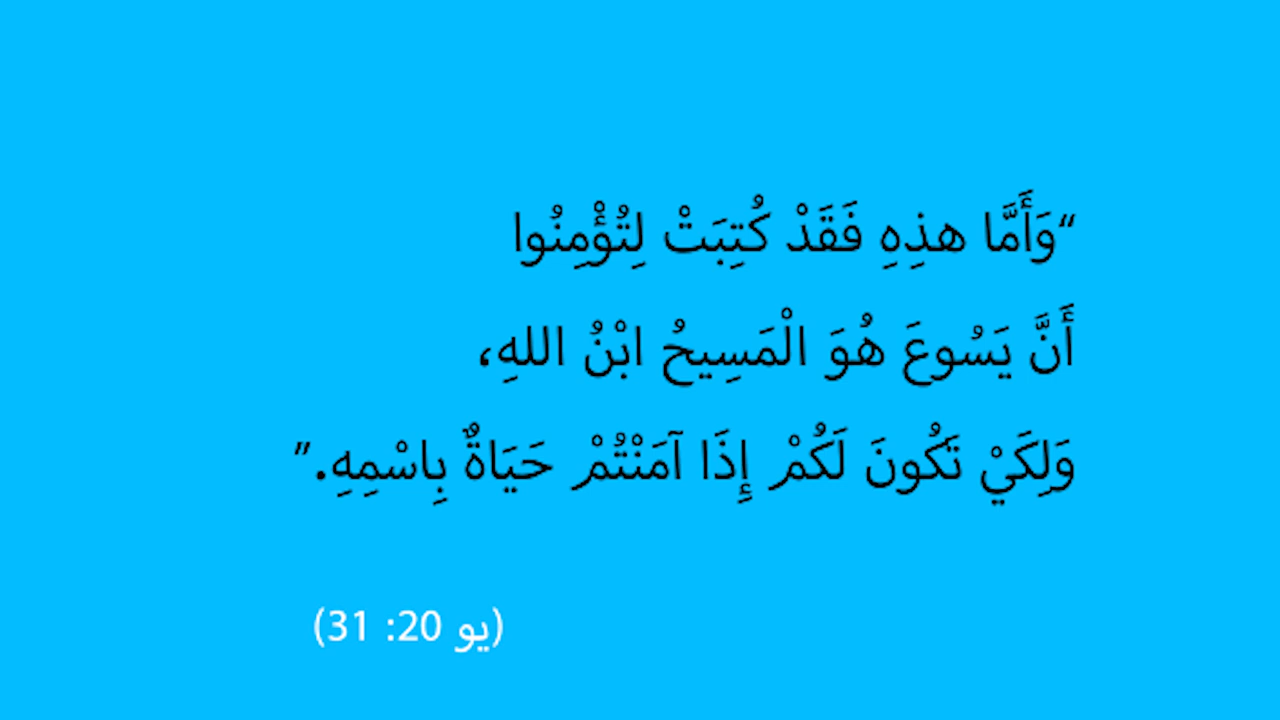 “وَأَمَّا هذِهِ فَقَدْ كُتِبَتْ لِتُؤْمِنُوا
أَنَّ يَسُوعَ هُوَ الْمَسِيحُ ابْنُ اللهِ،
وَلِكَيْ تَكُونَ لَكُمْ إِذَا آمَنْتُمْ حَيَاةٌ بِاسْمِهِ.”
(يو 20: 31)